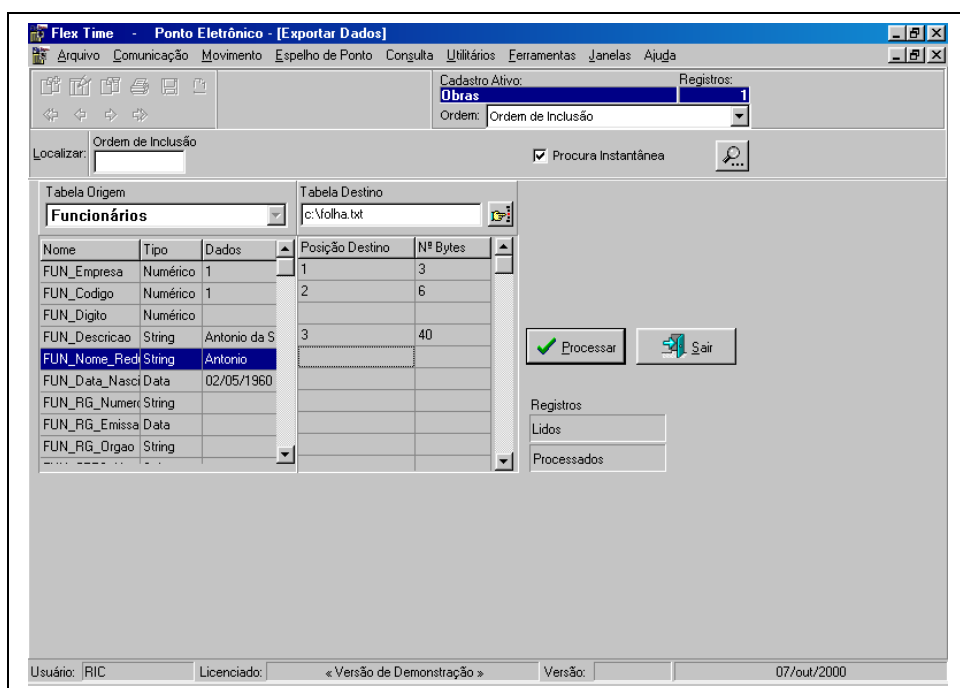 Flex Time - Ponto Eletrônico - [Exportar Dados]
Arquivo Comunicação Movimento Espelho de Ponto Consulta Utilitários Ferramentas Janelas Ajuda
Cadastro Ativo: Registros:
Obras 1
Ordem: Ordem de Inclusão
Ordem de Inclusão
Localizar: Procura Instantânea
Tabela Origem Tabela Destino
Funcionários c:\folha.txt
Nome Tipo Dados Posição Destino Nº Bytes
FUN_Empresa Numérico 1 1 3
FUN_Codigo Numérico 1 2 6
FUN_Digito Numérico
FUN_Descricao String Antonio da S 3 40
FUN_Nome_Redu String Antonio
FUN_Data_Nasci Data 02/05/1960
FUN_RG_Numero String
FUN_RG_Emissa Data
FUN_RG_Orgao String
Processar Sair
Registros
Lidos
Processados
Usuário: RIC Licenciado: « Versão de Demonstração » Versão: 07/out/2000